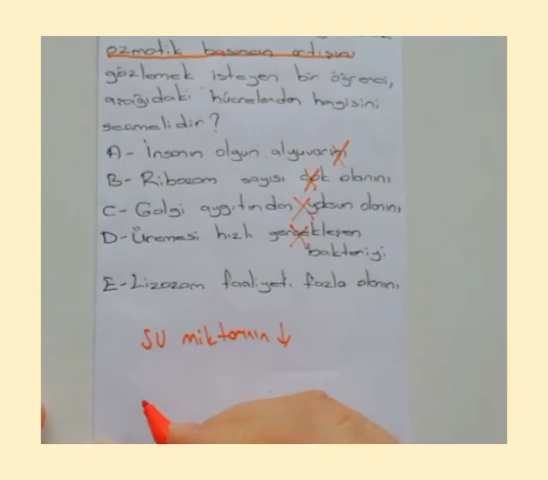 ozmotik basıncın artışını
gözlemek isteyen bir öğrenci,
aşağıdaki hücrelerden hangisini
seçmelidir?
A- İnsanın olgun alyuvarını
B- Ribozom sayısı çok olanını
C- Golgi aygıtından yoksun olanını
D- Üremesi hızlı gerçekleşen
bakteriyi
E- Lizozom faaliyeti fazla olanını
SU miktarının ↓